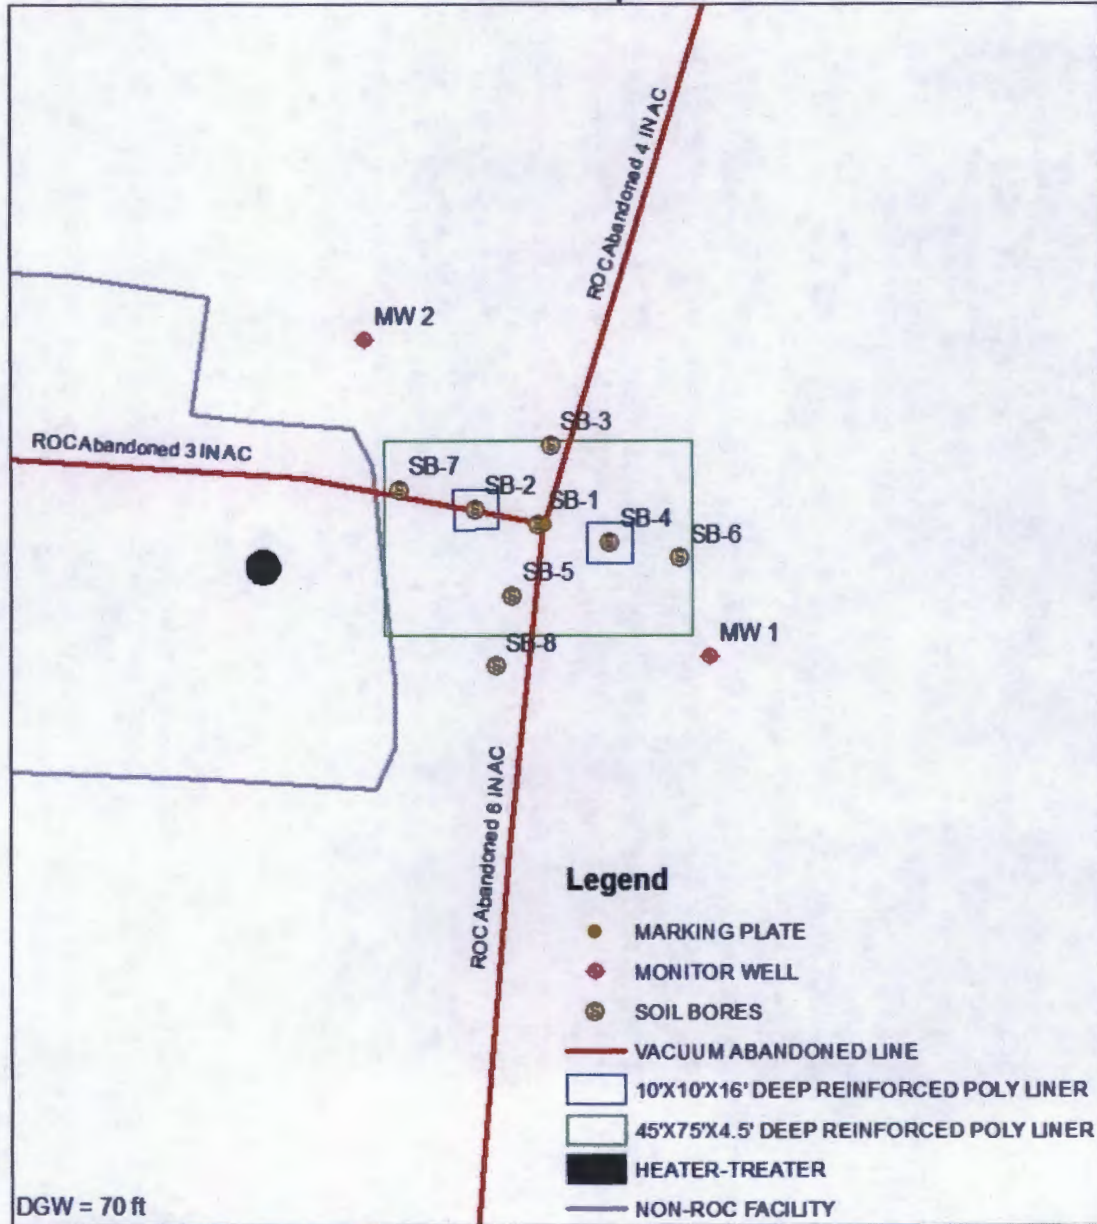 ROC Abandoned 4 IN AC
MW 2
SB-3
ROC Abandoned 3 IN AC
SB-7
SB-2
SB-1
SB-4
SB-6
SB-5
MW 1
SB-8
ROC Abandoned 6 IN AC
Legend
MARKING PLATE
MONITOR WELL
SOIL BORES
VACUUM ABANDONED LINE
10'X10'X16' DEEP REINFORCED POLY LINER
45'X75'X4.5' DEEP REINFORCED POLY LINER
HEATER-TREATER
DGW = 70 ft
NON-ROC FACILITY